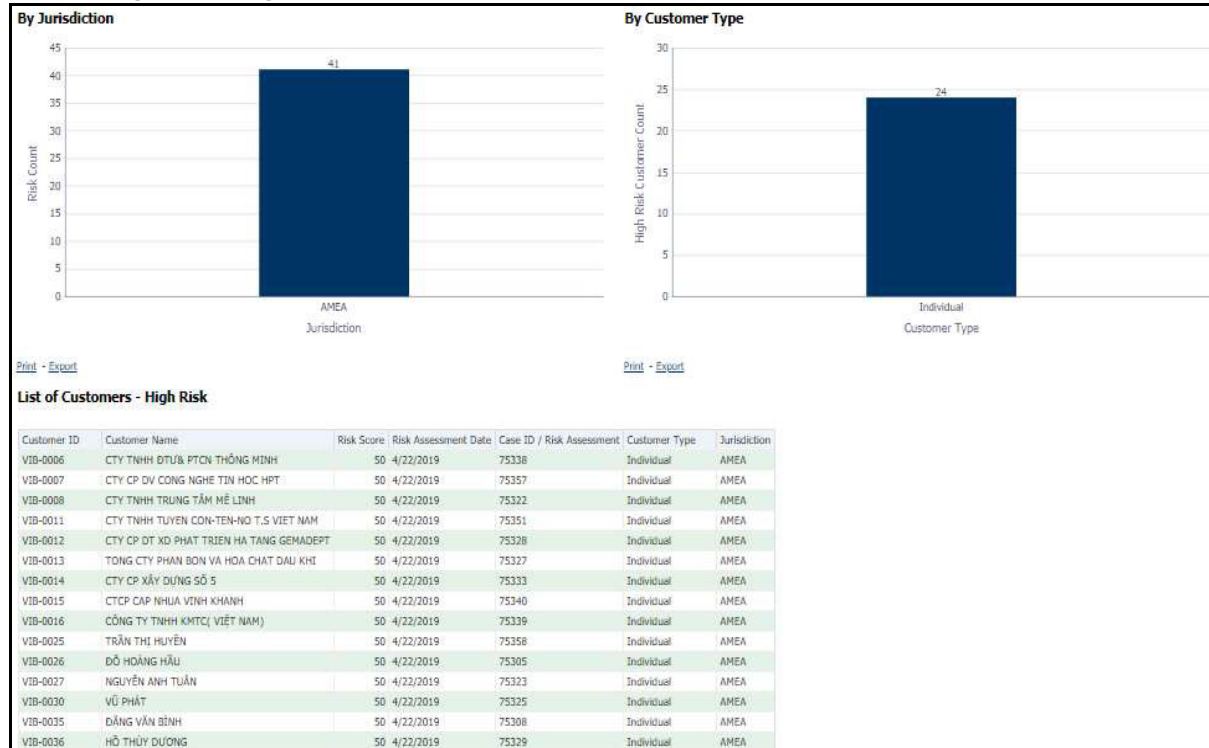 By Jurisdiction
45
40
35
30
25
20
15
10
5
0
Risk Count
41
AMEA
Jurisdiction
Print - Export
By Customer Type
30
25
20
15
10
5
0
High Risk Customer Count
24
Individual
Customer Type
Print - Export
List of Customers - High Risk
Customer ID Customer Name Risk Score Risk Assessment Date Case ID / Risk Assessment Customer Type Jurisdiction
VIB-0006 CTY TNHH ĐTƯ& PTCN THÔNG MINH 50 4/22/2019 75338 Individual AMEA
VIB-0007 CTY CP DV CONG NGHE TIN HOC HPT 50 4/22/2019 75357 Individual AMEA
VIB-0008 CTY TNHH TRUNG TÂM MÊ LINH 50 4/22/2019 75322 Individual AMEA
VIB-0011 CTY TNHH TUYEN CON-TEN-NO T.S VIET NAM 50 4/22/2019 75351 Individual AMEA
VIB-0012 CTY CP DT XD PHAT TRIEN HA TANG GEMADEPT 50 4/22/2019 75328 Individual AMEA
VIB-0013 TONG CTY PHAN BON VA HOA CHAT DAU KHI 50 4/22/2019 75327 Individual AMEA
VIB-0014 CTY CP XÂY DỰNG SỐ 5 50 4/22/2019 75333 Individual AMEA
VIB-0015 CTCP CAP NHUA VINH KHANH 50 4/22/2019 75340 Individual AMEA
VIB-0016 CÔNG TY TNHH KMTC( VIỆT NAM) 50 4/22/2019 75339 Individual AMEA
VIB-0025 TRẦN THỊ HUYỀN 50 4/22/2019 75358 Individual AMEA
VIB-0026 ĐỖ HOÀNG HẬU 50 4/22/2019 75305 Individual AMEA
VIB-0027 NGUYỄN ANH TUẤN 50 4/22/2019 75323 Individual AMEA
VIB-0030 VŨ PHÁT 50 4/22/2019 75325 Individual AMEA
VIB-0035 ĐẶNG VĂN BÌNH 50 4/22/2019 75308 Individual AMEA
VIB-0036 HỒ THÙY DƯƠNG 50 4/22/2019 75329 Individual AMEA